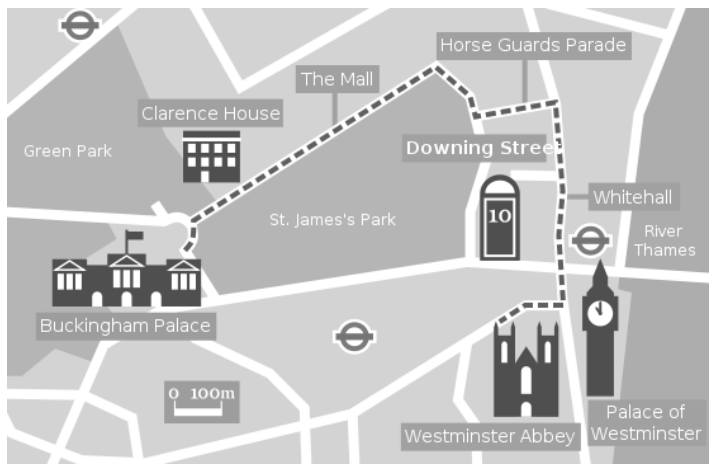 Horse Guards Parade
The Mall
Clarence House
Green Park
Downing Street
Whitehall
10
St. James's Park
River
Thames
Buckingham Palace
0 100m
Palace of
Westminster
Westminster Abbey